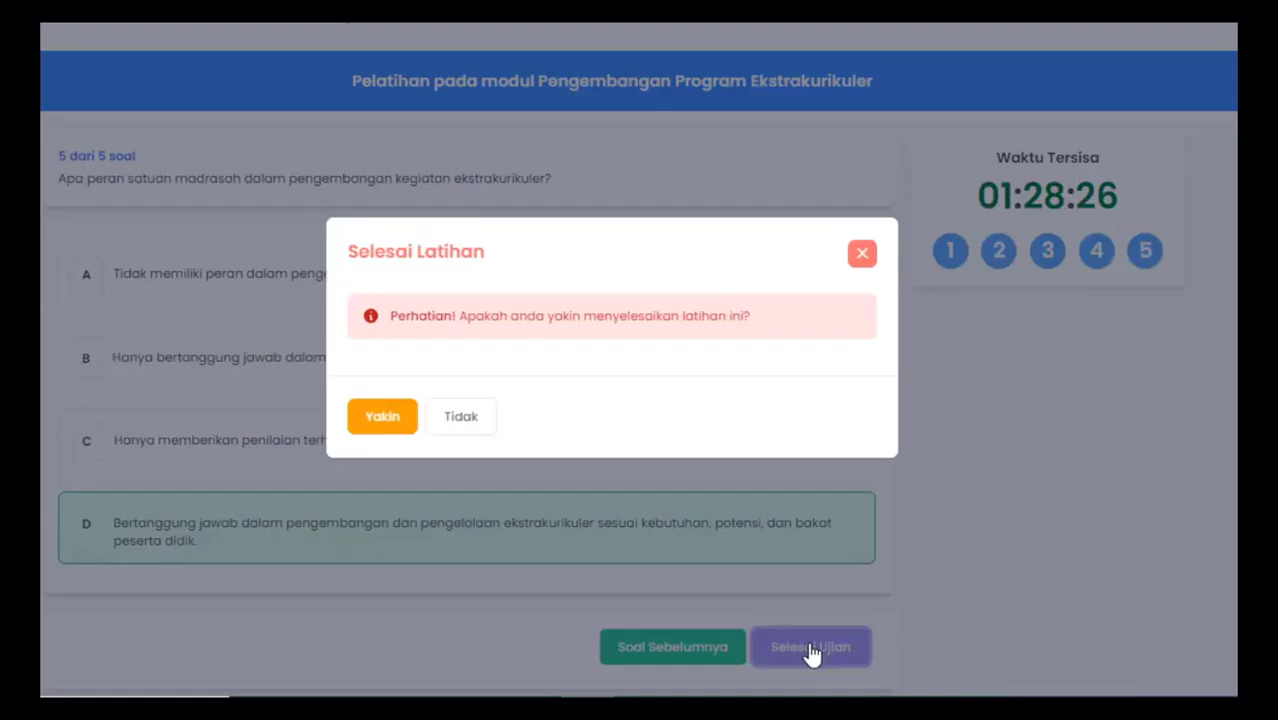 Pelatihan pada modul Pengembangan Program Ekstrakurikuler
5 dari 5 soal
Apa peran satuan madrasah dalam pengembangan kegiatan ekstrakurikuler?
Waktu Tersisa
01:28:26
1 2 3 4 5
Selesai Latihan
Perhatian! Apakah anda yakin menyelesaikan latihan ini?
Yakin Tidak
A Tidak memiliki peran dalam
B Hanya bertanggung jawab dalam
C Hanya memberikan penilaian
D Bertanggung jawab dalam pengembangan dan pengelolaan ekstrakurikuler sesuai kebutuhan, potensi, dan bakat
peserta didik.
Soal Sebelumnya Selesai Ujian